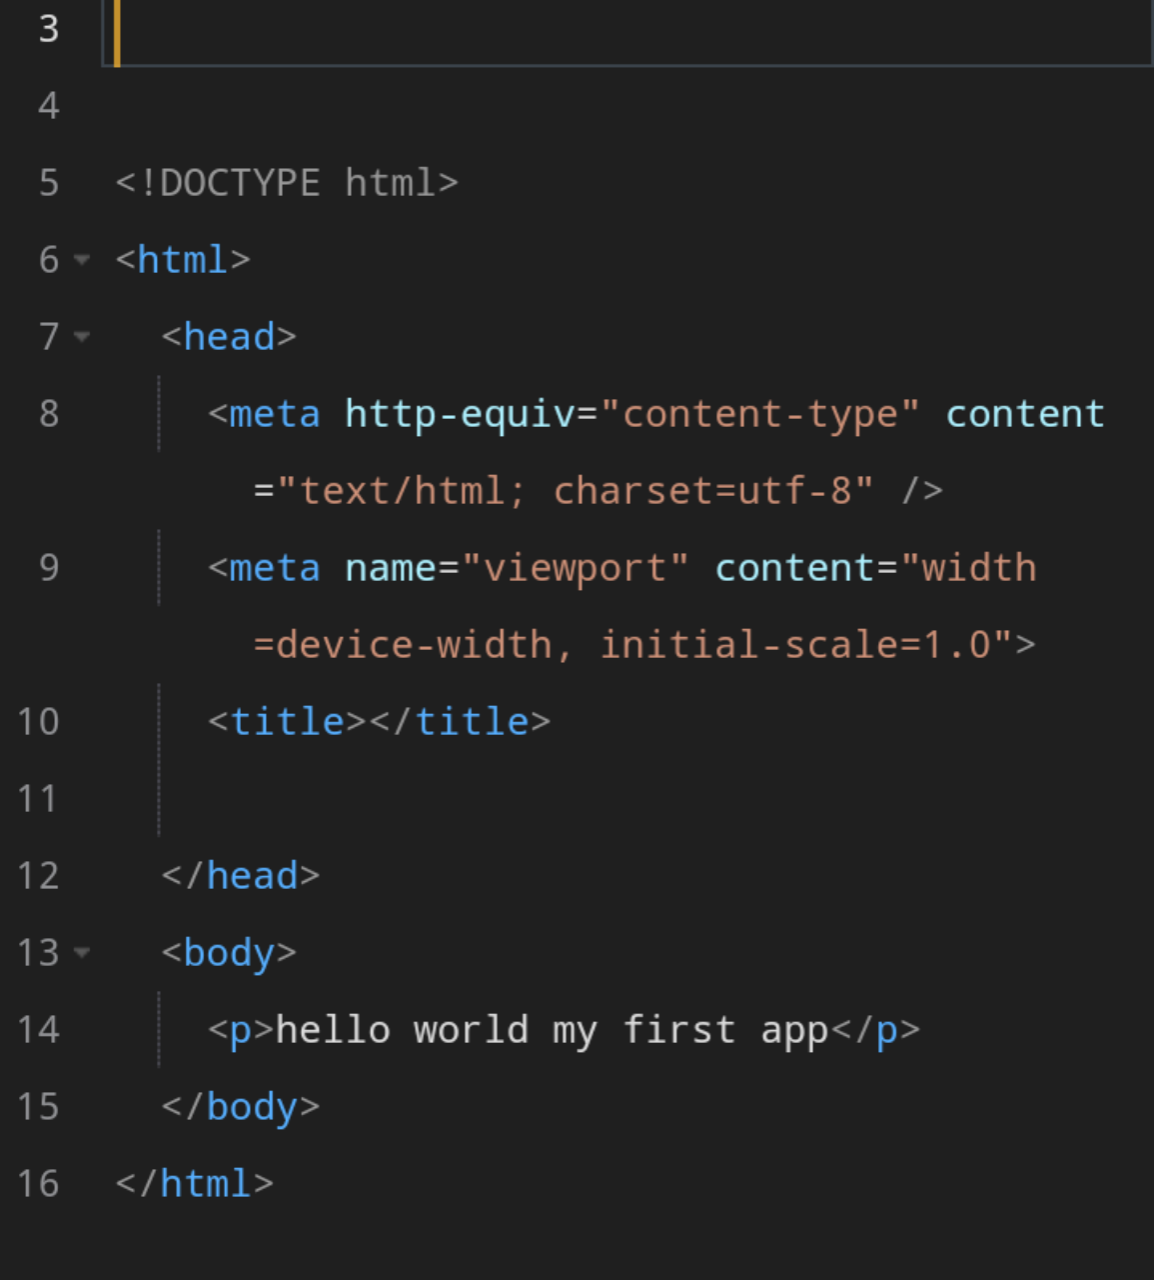 3
4
5 <!DOCTYPE html>
6 <html>
7 <head>
8 <meta http-equiv="content-type" content
="text/html; charset=utf-8" />
9 <meta name="viewport" content="width
=device-width, initial-scale=1.0">
10 <title></title>
11
12 </head>
13 <body>
14 <p>hello world my first app</p>
15 </body>
16 </html>